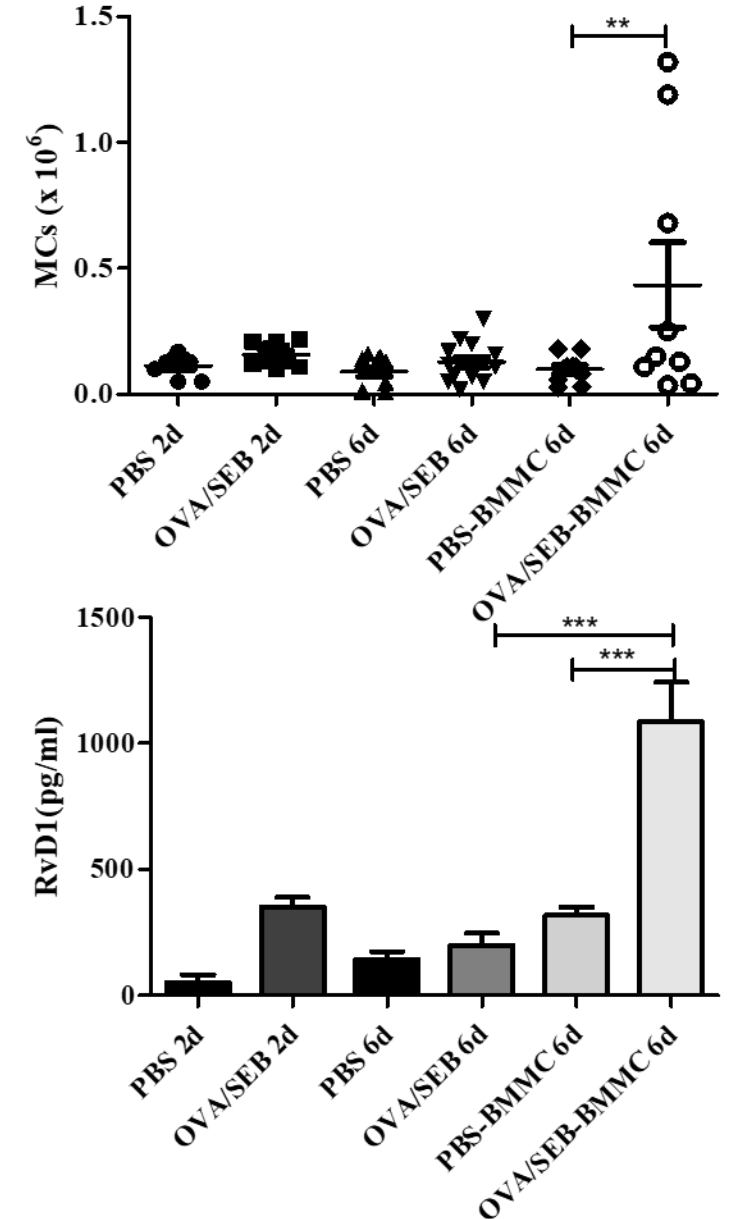 1.5
1.0
0.5
0.0
MCs (x 10⁶)
**
PBS 2d
OVA/SEB 2d
PBS 6d
OVA/SEB 6d
PBS-BMMC 6d
OVA/SEB-BMMC 6d
1500
1000
500
0
RvD1(pg/ml)
***
***
PBS 2d
OVA/SEB 2d
PBS 6d
OVA/SEB 6d
PBS-BMMC 6d
OVA/SEB-BMMC 6d